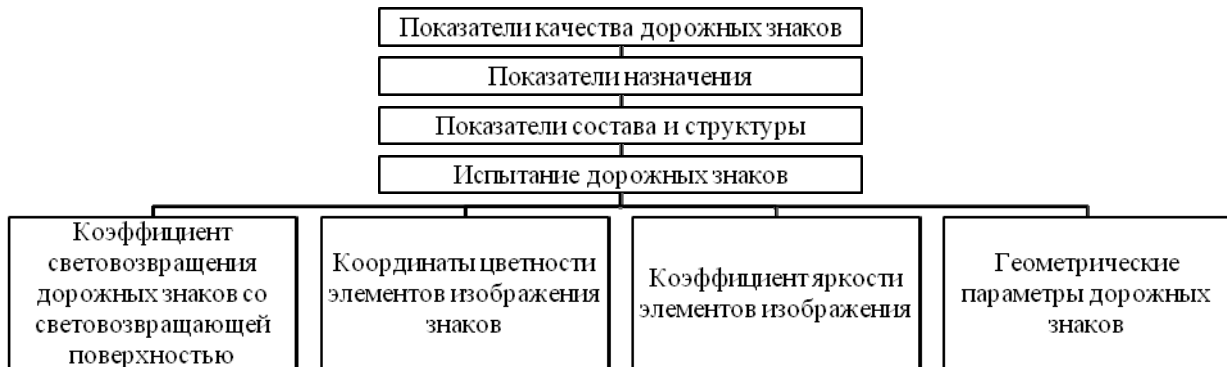 Показатели качества дорожных знаков
Показатели назначения
Показатели состава и структуры
Испытание дорожных знаков
Коэффициент
световозвращения
дорожных знаков со
световозвращающей
поверхностью
Координаты цветности
элементов изображения
знаков
Коэффициент яркости
элементов изображения
Геометрические
параметры дорожных
знаков